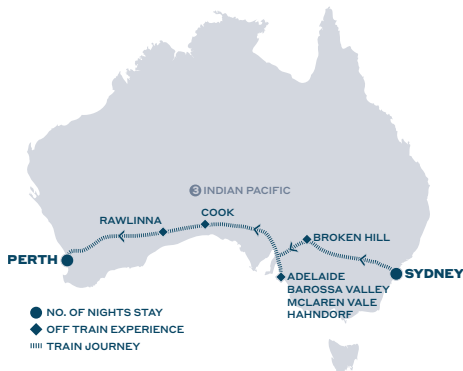 3 INDIAN PACIFIC
COOK
RAWLINNA
BROKEN HILL
PERTH
SYDNEY
ADELAIDE
BAROSSA VALLEY
MCLAREN VALE
HAHNDORF
NO. OF NIGHTS STAY
OFF TRAIN EXPERIENCE
TRAIN JOURNEY